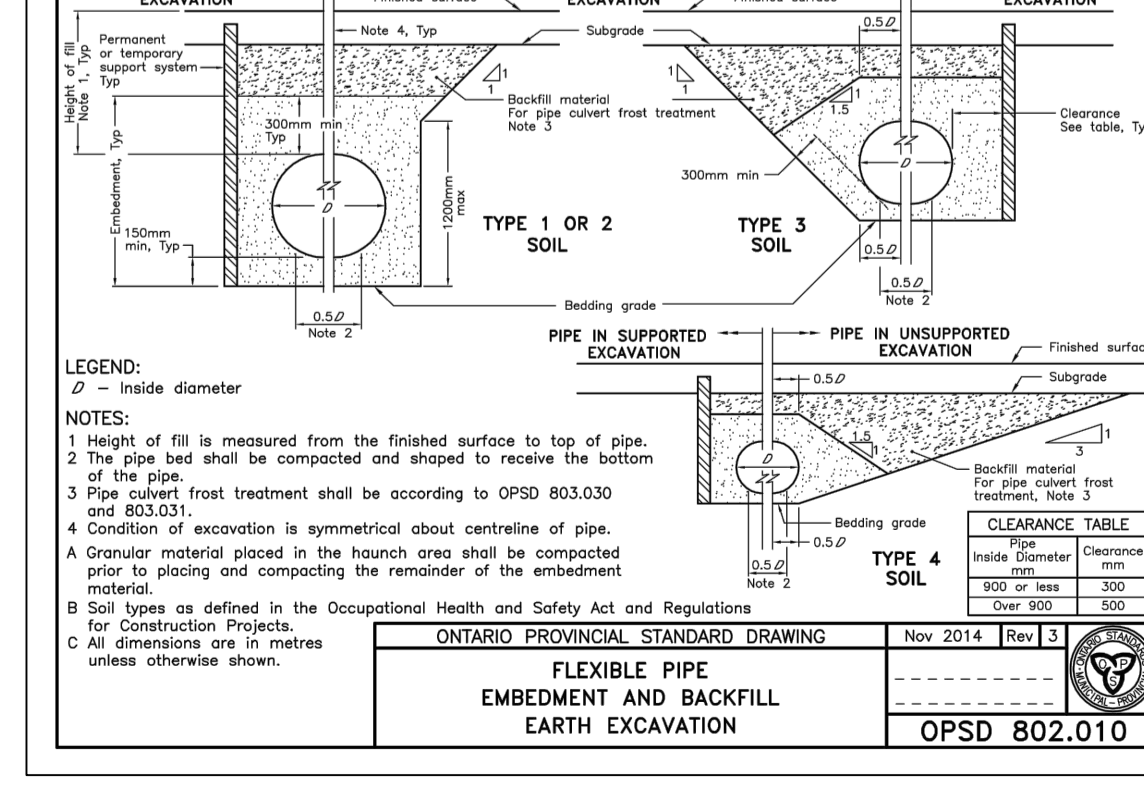 EXCAVATION
Finished surface
EXCAVATION
Finished surface
EXCAVATION
Height of fill
Note 1, Typ
Permanent
or temporary
support system
Typ
Note 4, Typ
Subgrade
0.5D
1
1
1
1
1
1.5
Backfill material
For pipe culvert frost treatment
Note 3
Clearance
See table, Ty
Embedment, Typ
300mm min
Typ
D
D
300mm min
1200mm
max
150mm
min, Typ
TYPE 1 OR 2
SOIL
TYPE 3
SOIL
0.5D
0.5D
Note 2
0.5D
Note 2
Bedding grade
PIPE IN SUPPORTED
EXCAVATION
PIPE IN UNSUPPORTED
EXCAVATION
Finished surfac
Subgrade
0.5D
1.5
1
1
3
D
Backfill material
For pipe culvert frost
treatment, Note 3
Bedding grade
0.5D
0.5D
Note 2
TYPE 4
SOIL
LEGEND:
D – Inside diameter
NOTES:
1 Height of fill is measured from the finished surface to top of pipe.
2 The pipe bed shall be compacted and shaped to receive the bottom
of the pipe.
3 Pipe culvert frost treatment shall be according to OPSD 803.030
and 803.031.
4 Condition of excavation is symmetrical about centreline of pipe.
A Granular material placed in the haunch area shall be compacted
prior to placing and compacting the remainder of the embedment
material.
B Soil types as defined in the Occupational Health and Safety Act and Regulations
for Construction Projects.
C All dimensions are in metres
unless otherwise shown.
CLEARANCE TABLE
Pipe
Inside Diameter
mm
Clearance
mm
900 or less 300
Over 900 500
ONTARIO PROVINCIAL STANDARD DRAWING
Nov 2014 Rev 3
FLEXIBLE PIPE
EMBEDMENT AND BACKFILL
EARTH EXCAVATION
OPSD 802.010
ONTARIO STANDAR
MUNICIPAL-PROVINC
O P
S